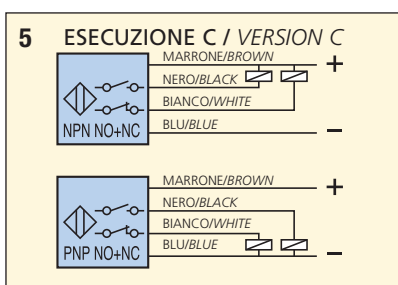 5 ESECUZIONE C / VERSION C
MARRONE/BROWN +
NERO/BLACK
BIANCO/WHITE
NPN NO+NC BLU/BLUE –
MARRONE/BROWN +
NERO/BLACK
BIANCO/WHITE
BLU/BLUE –
PNP NO+NC